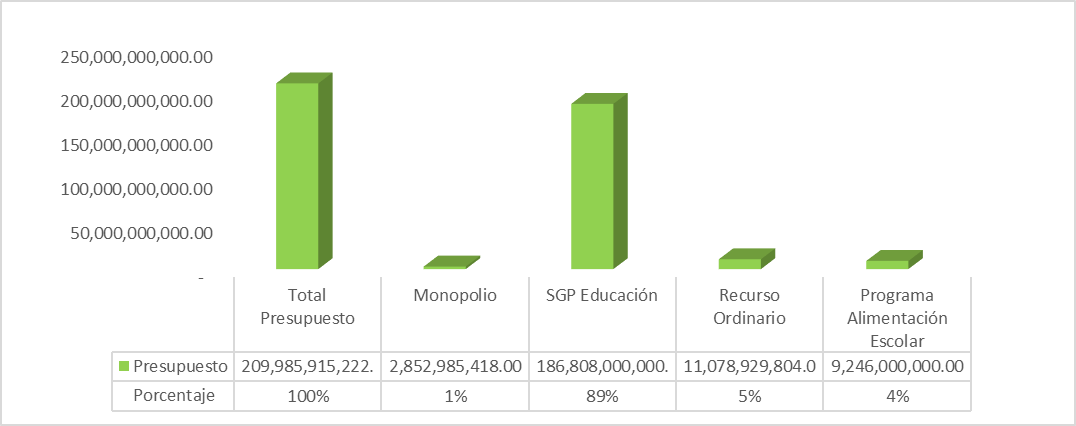 250,000,000,000.00
200,000,000,000.00
150,000,000,000.00
100,000,000,000.00
50,000,000,000.00
-
Total
Presupuesto
Monopolio
SGP Educación
Recurso
Ordinario
Programa
Alimentación
Escolar
Presupuesto 209,985,915,222. 2,852,985,418.00 186,808,000,000. 11,078,929,804.0 9,246,000,000.00
Porcentaje 100% 1% 89% 5% 4%